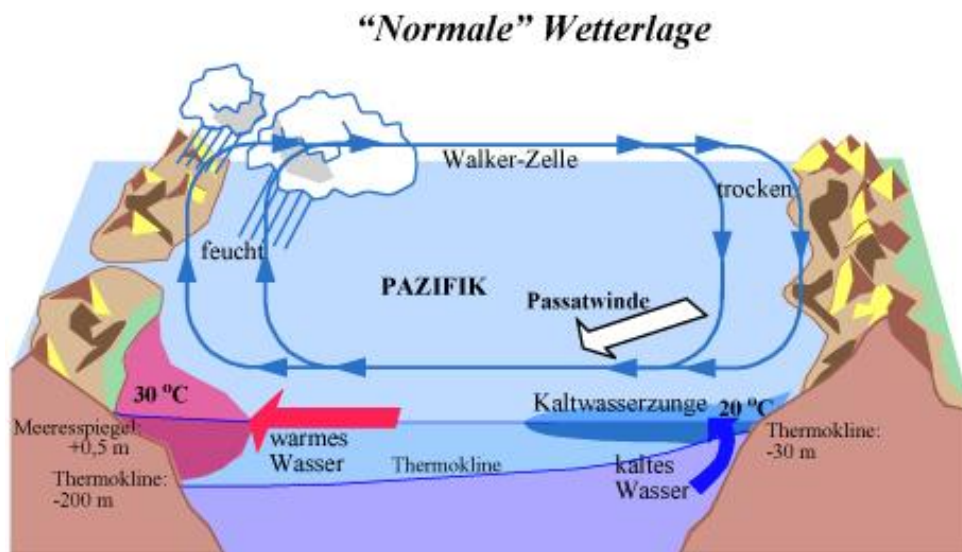 “Normale” Wetterlage
Walker-Zelle
trocken
feucht
PAZIFIK
Passatwinde
30 °C
Kaltwasserzunge
20 °C
Meeresspiegel:
+0,5 m
warmes
Wasser
Thermokline:
-30 m
Thermokline
kaltes
Wasser
Thermokline:
-200 m